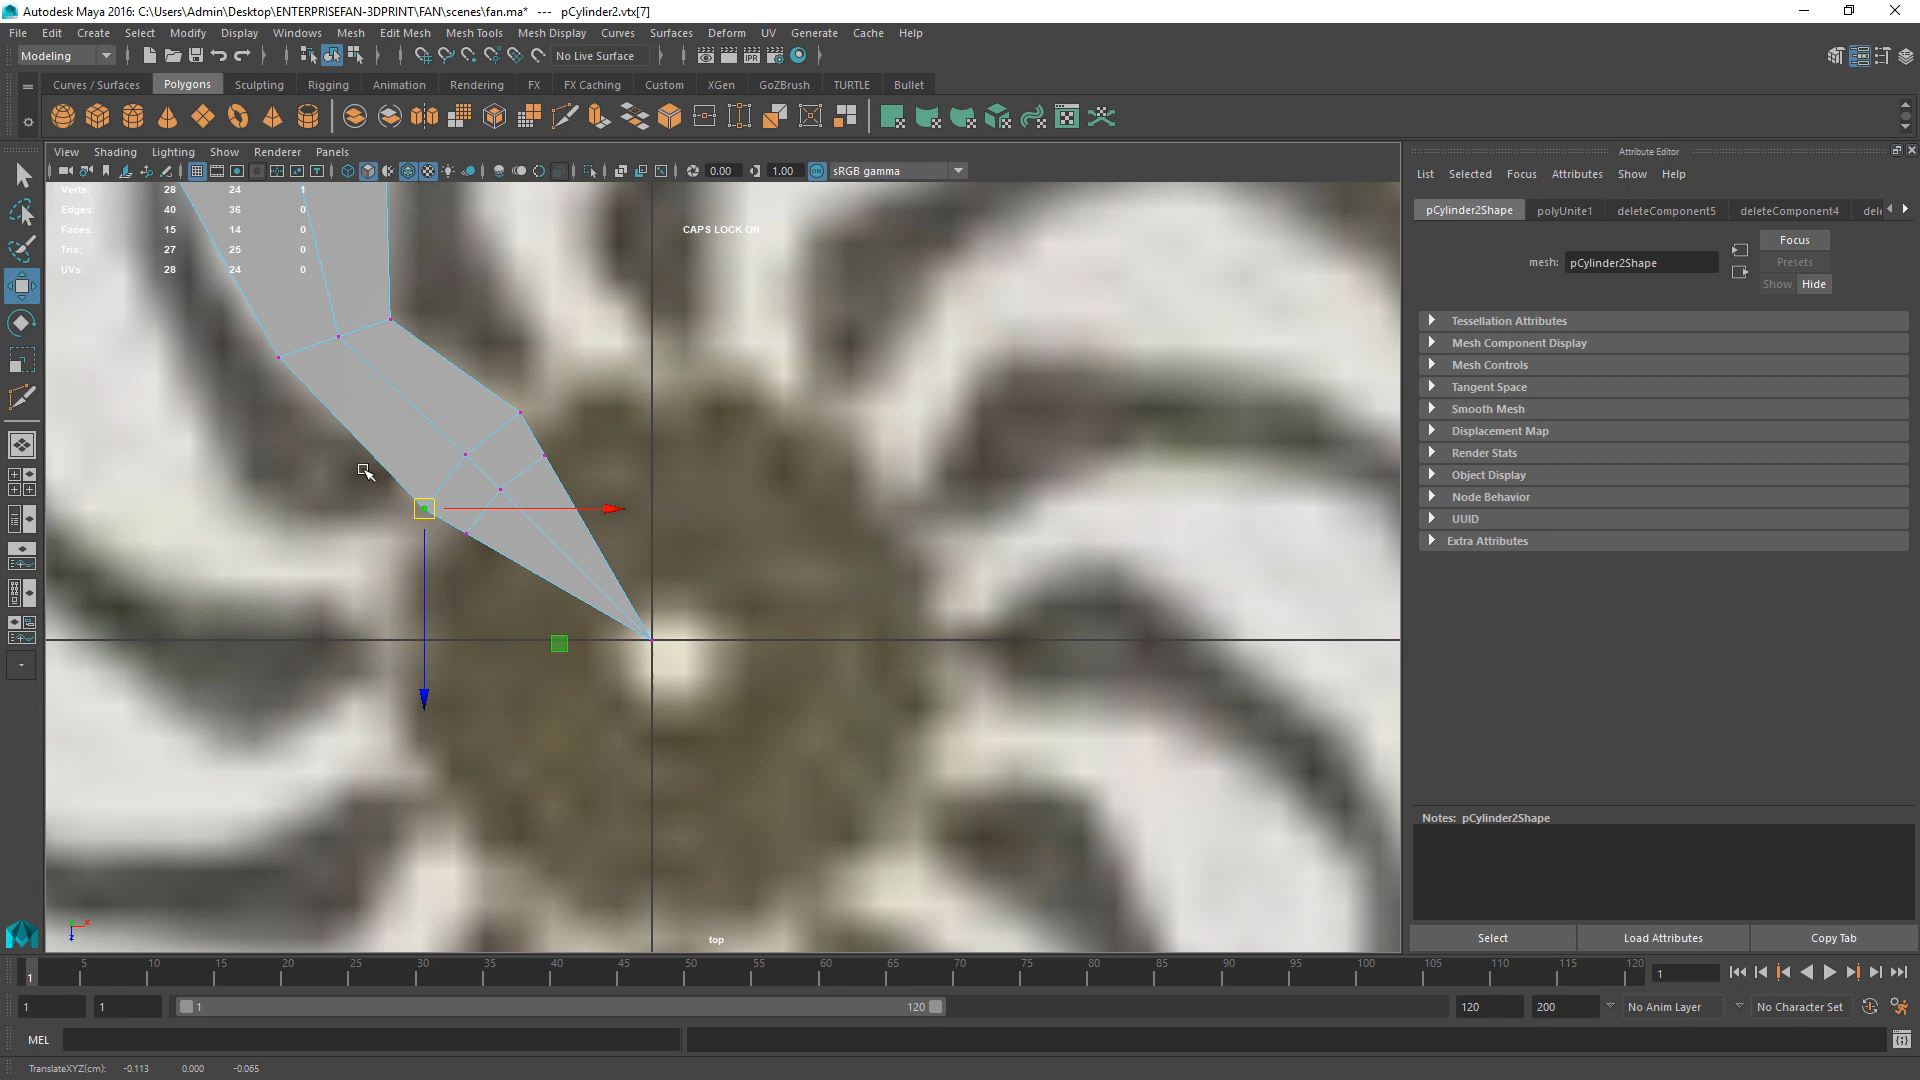 Autodesk Maya 2016: C:\Users\Admin\Desktop\ENTERPRISEFAN-3DPRINT\FAN\scenes\fan.ma*   ---   pCylinder2.vtx[7]
File Edit Create Select Modify Display Windows Mesh Edit Mesh Mesh Tools Mesh Display Curves Surfaces Deform UV Generate Cache Help
Modeling No Live Surface
Curves / Surfaces Polygons Sculpting Rigging Animation Rendering FX FX Caching Custom XGen GoZBrush TURTLE Bullet
View Shading Lighting Show Renderer Panels
0.00 1.00 sRGB gamma
Verts: 28 24 1
Edges: 40 36 0
Faces: 15 14 0
Tris: 27 25 0
UVs: 28 24 0
CAPS LOCK ON
top
Attribute Editor
List Selected Focus Attributes Show Help
pCylinder2Shape polyUnite1 deleteComponent5 deleteComponent4 dele
Focus
mesh: pCylinder2Shape
Presets
Show Hide
Tessellation Attributes
Mesh Component Display
Mesh Controls
Tangent Space
Smooth Mesh
Displacement Map
Render Stats
Object Display
Node Behavior
UUID
Extra Attributes
Notes: pCylinder2Shape
Select Load Attributes Copy Tab
1 5 10 15 20 25 30 35 40 45 50 55 60 65 70 75 80 85 90 95 100 105 110 115 120 1
1 1 1 120 120 200 No Anim Layer No Character Set
MEL
TranslateXYZ(cm): -0.113 0.000 -0.065